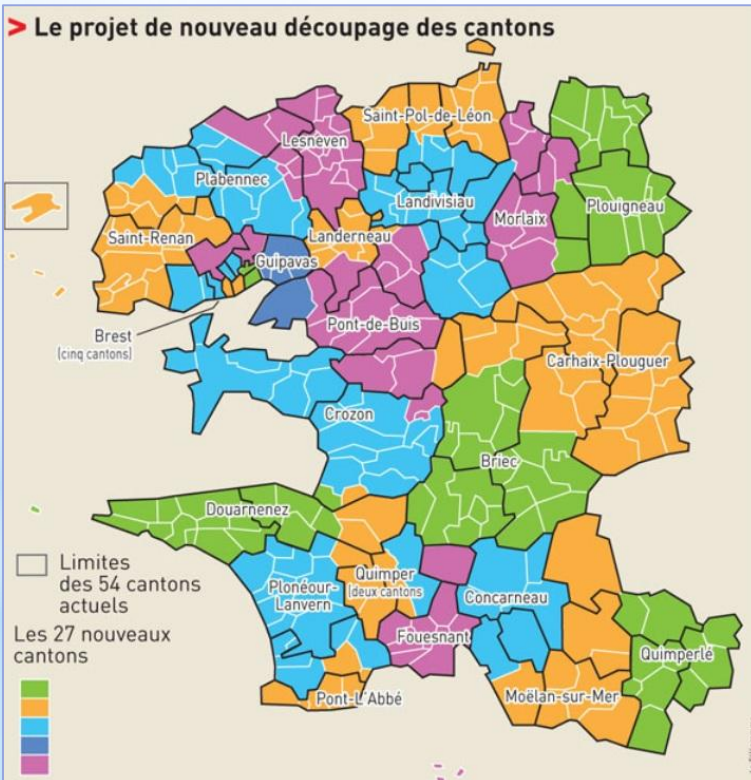 > Le projet de nouveau découpage des cantons
Saint-Pol-de-Léon
Lesneven
Plabennec
Landivisiau
Plouigneau
Morlaix
Saint-Renan
Landerneau
Guipavas
Pont-de-Buis
Brest
(cinq cantons)
Carhaix-Plouguer
Crozon
Briec
Douarnenez
Limites
des 54 cantons
actuels
Plonéour-
Lanvern
Quimper
(deux cantons
Concarneau
Les 27 nouveaux
cantons
Fouesnant
Quimperlé
Pont-L'Abbé
Moëlan-sur-Mer